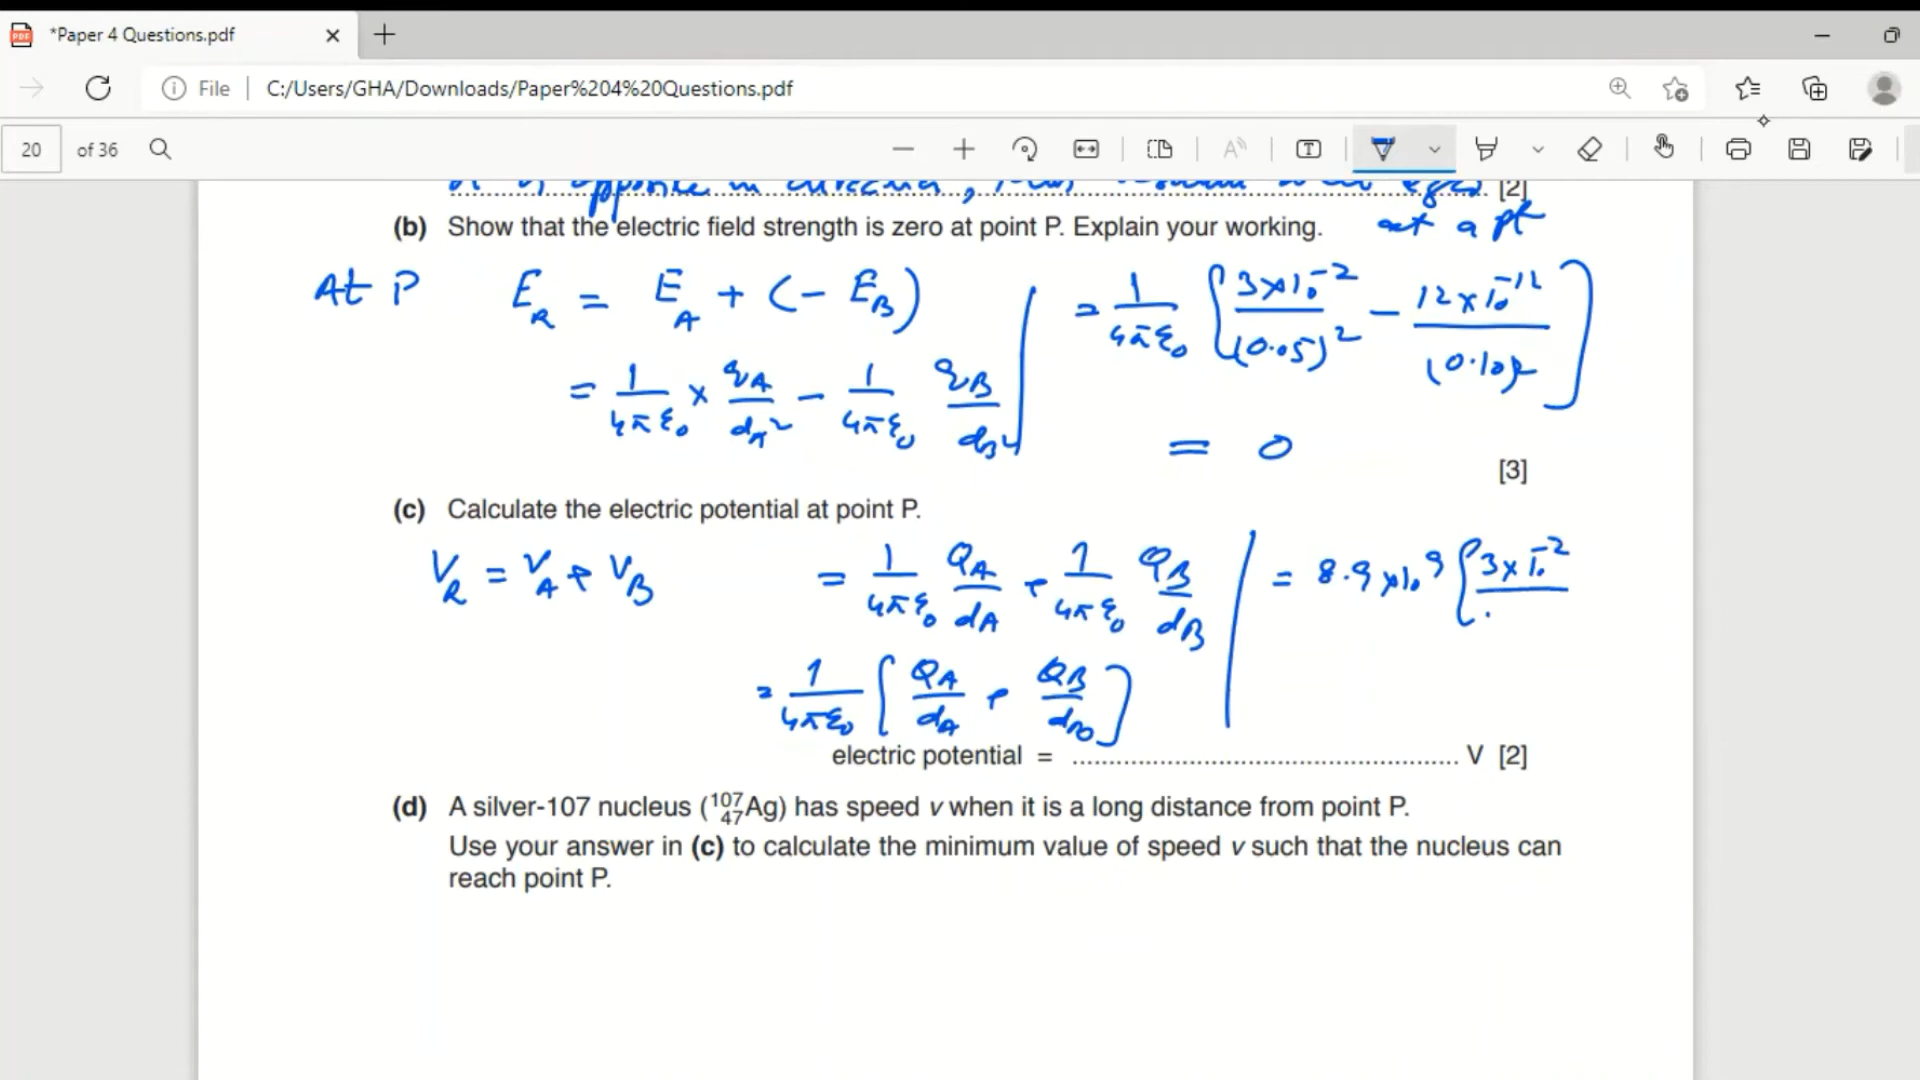 *Paper 4 Questions.pdf
File | C:/Users/GHA/Downloads/Paper%204%20Questions.pdf
20 of 36
opposite in [2]
(b) Show that the electric field strength is zero at point P. Explain your working. at a pt
At P E_R = E_A + (- E_B) = 1/4πε₀ [3×10⁻²/(0.05)² - 12×10⁻¹²/(0.10)²]
= 1/4πε₀ × q_A/d_A² - 1/4πε₀ q_B/d_B²
= 0
[3]
(c) Calculate the electric potential at point P.
V_R = V_A + V_B = 1/4πε₀ Q_A/d_A + 1/4πε₀ Q_B/d_B = 8.9×10⁹ [3×10⁻²/.
= 1/4πε₀ [Q_A/d_A + Q_B/d_B]
electric potential = .................................................... V [2]
(d) A silver-107 nucleus (¹⁰⁷₄₇Ag) has speed v when it is a long distance from point P.
Use your answer in (c) to calculate the minimum value of speed v such that the nucleus can
reach point P.